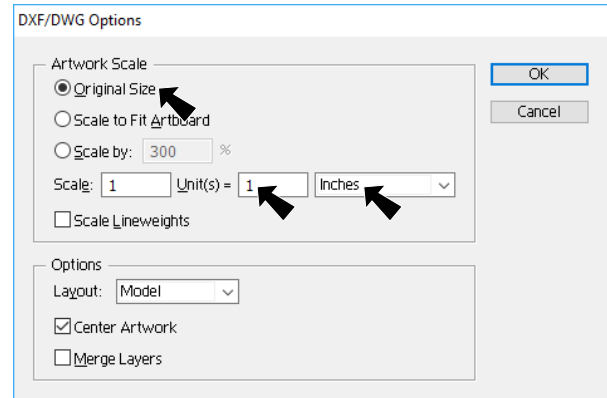 DXF/DWG Options
Artwork Scale
Original Size
OK
Scale to Fit Artboard
Cancel
Scale by: 300 %
Scale: 1 Unit(s) = 1 Inches
Scale Lineweights
Options
Layout: Model
Center Artwork
Merge Layers